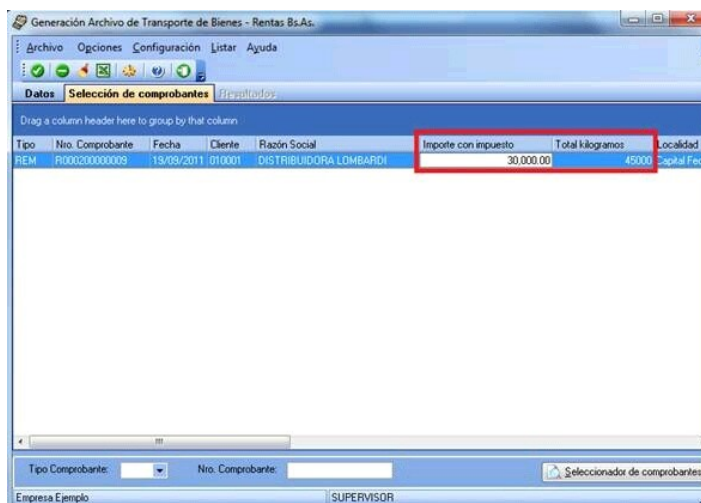 Generación Archivo de Transporte de Bienes - Rentas Bs.As.
Archivo Opciones Configuración Listar Ayuda
Datos Selección de comprobantes Resultados
Drag a column header here to group by that column
Tipo Nro. Comprobante Fecha Cliente Razón Social Importe con impuesto Total kilogramos Localidad
REM R000200000009 19/09/2011 010001 DISTRIBUIDORA LOMBARDI 30,000.00 45000 Capital Fed
Tipo Comprobante: Nro. Comprobante: Seleccionador de comprobantes
Empresa Ejemplo SUPERVISOR